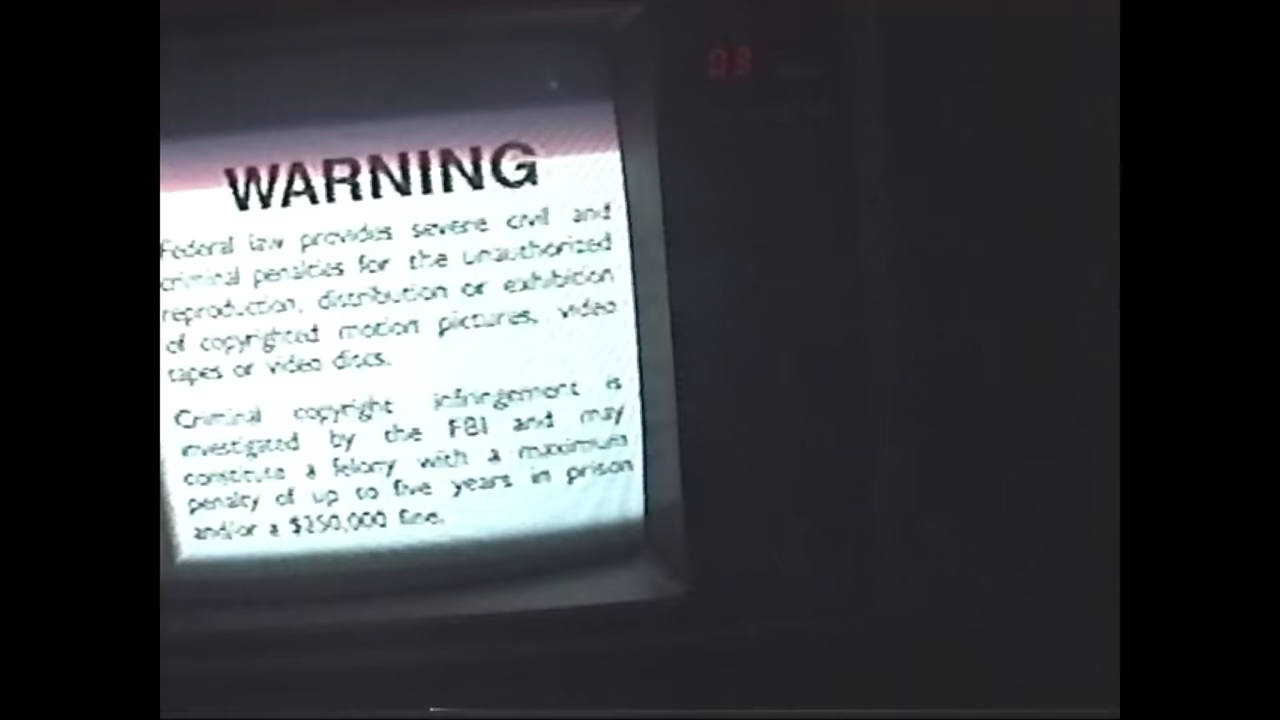 03
WARNING
Federal law provides severe civil and
criminal penalties for the unauthorized
reproduction, distribution or exhibition
of copyrighted motion pictures, video
tapes or video discs.
Criminal copyright infringement is
investigated by the FBI and may
constitute a felony with a maximum
penalty of up to five years in prison
and/or a $250,000 fine.